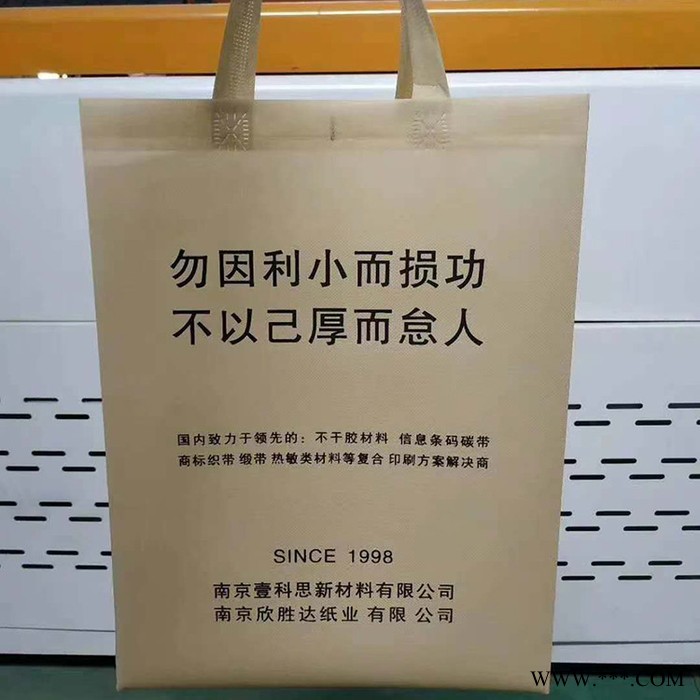 勿因利小而损功
不以己厚而怠人
国内致力于领先的：不干胶材料 信息条码碳带
商标织带 缎带 热敏类材料等复合 印刷方案解决商
SINCE 1998
南京壹科思新材料有限公司
南京欣胜达纸业 有限 公司
WWW.***.COM